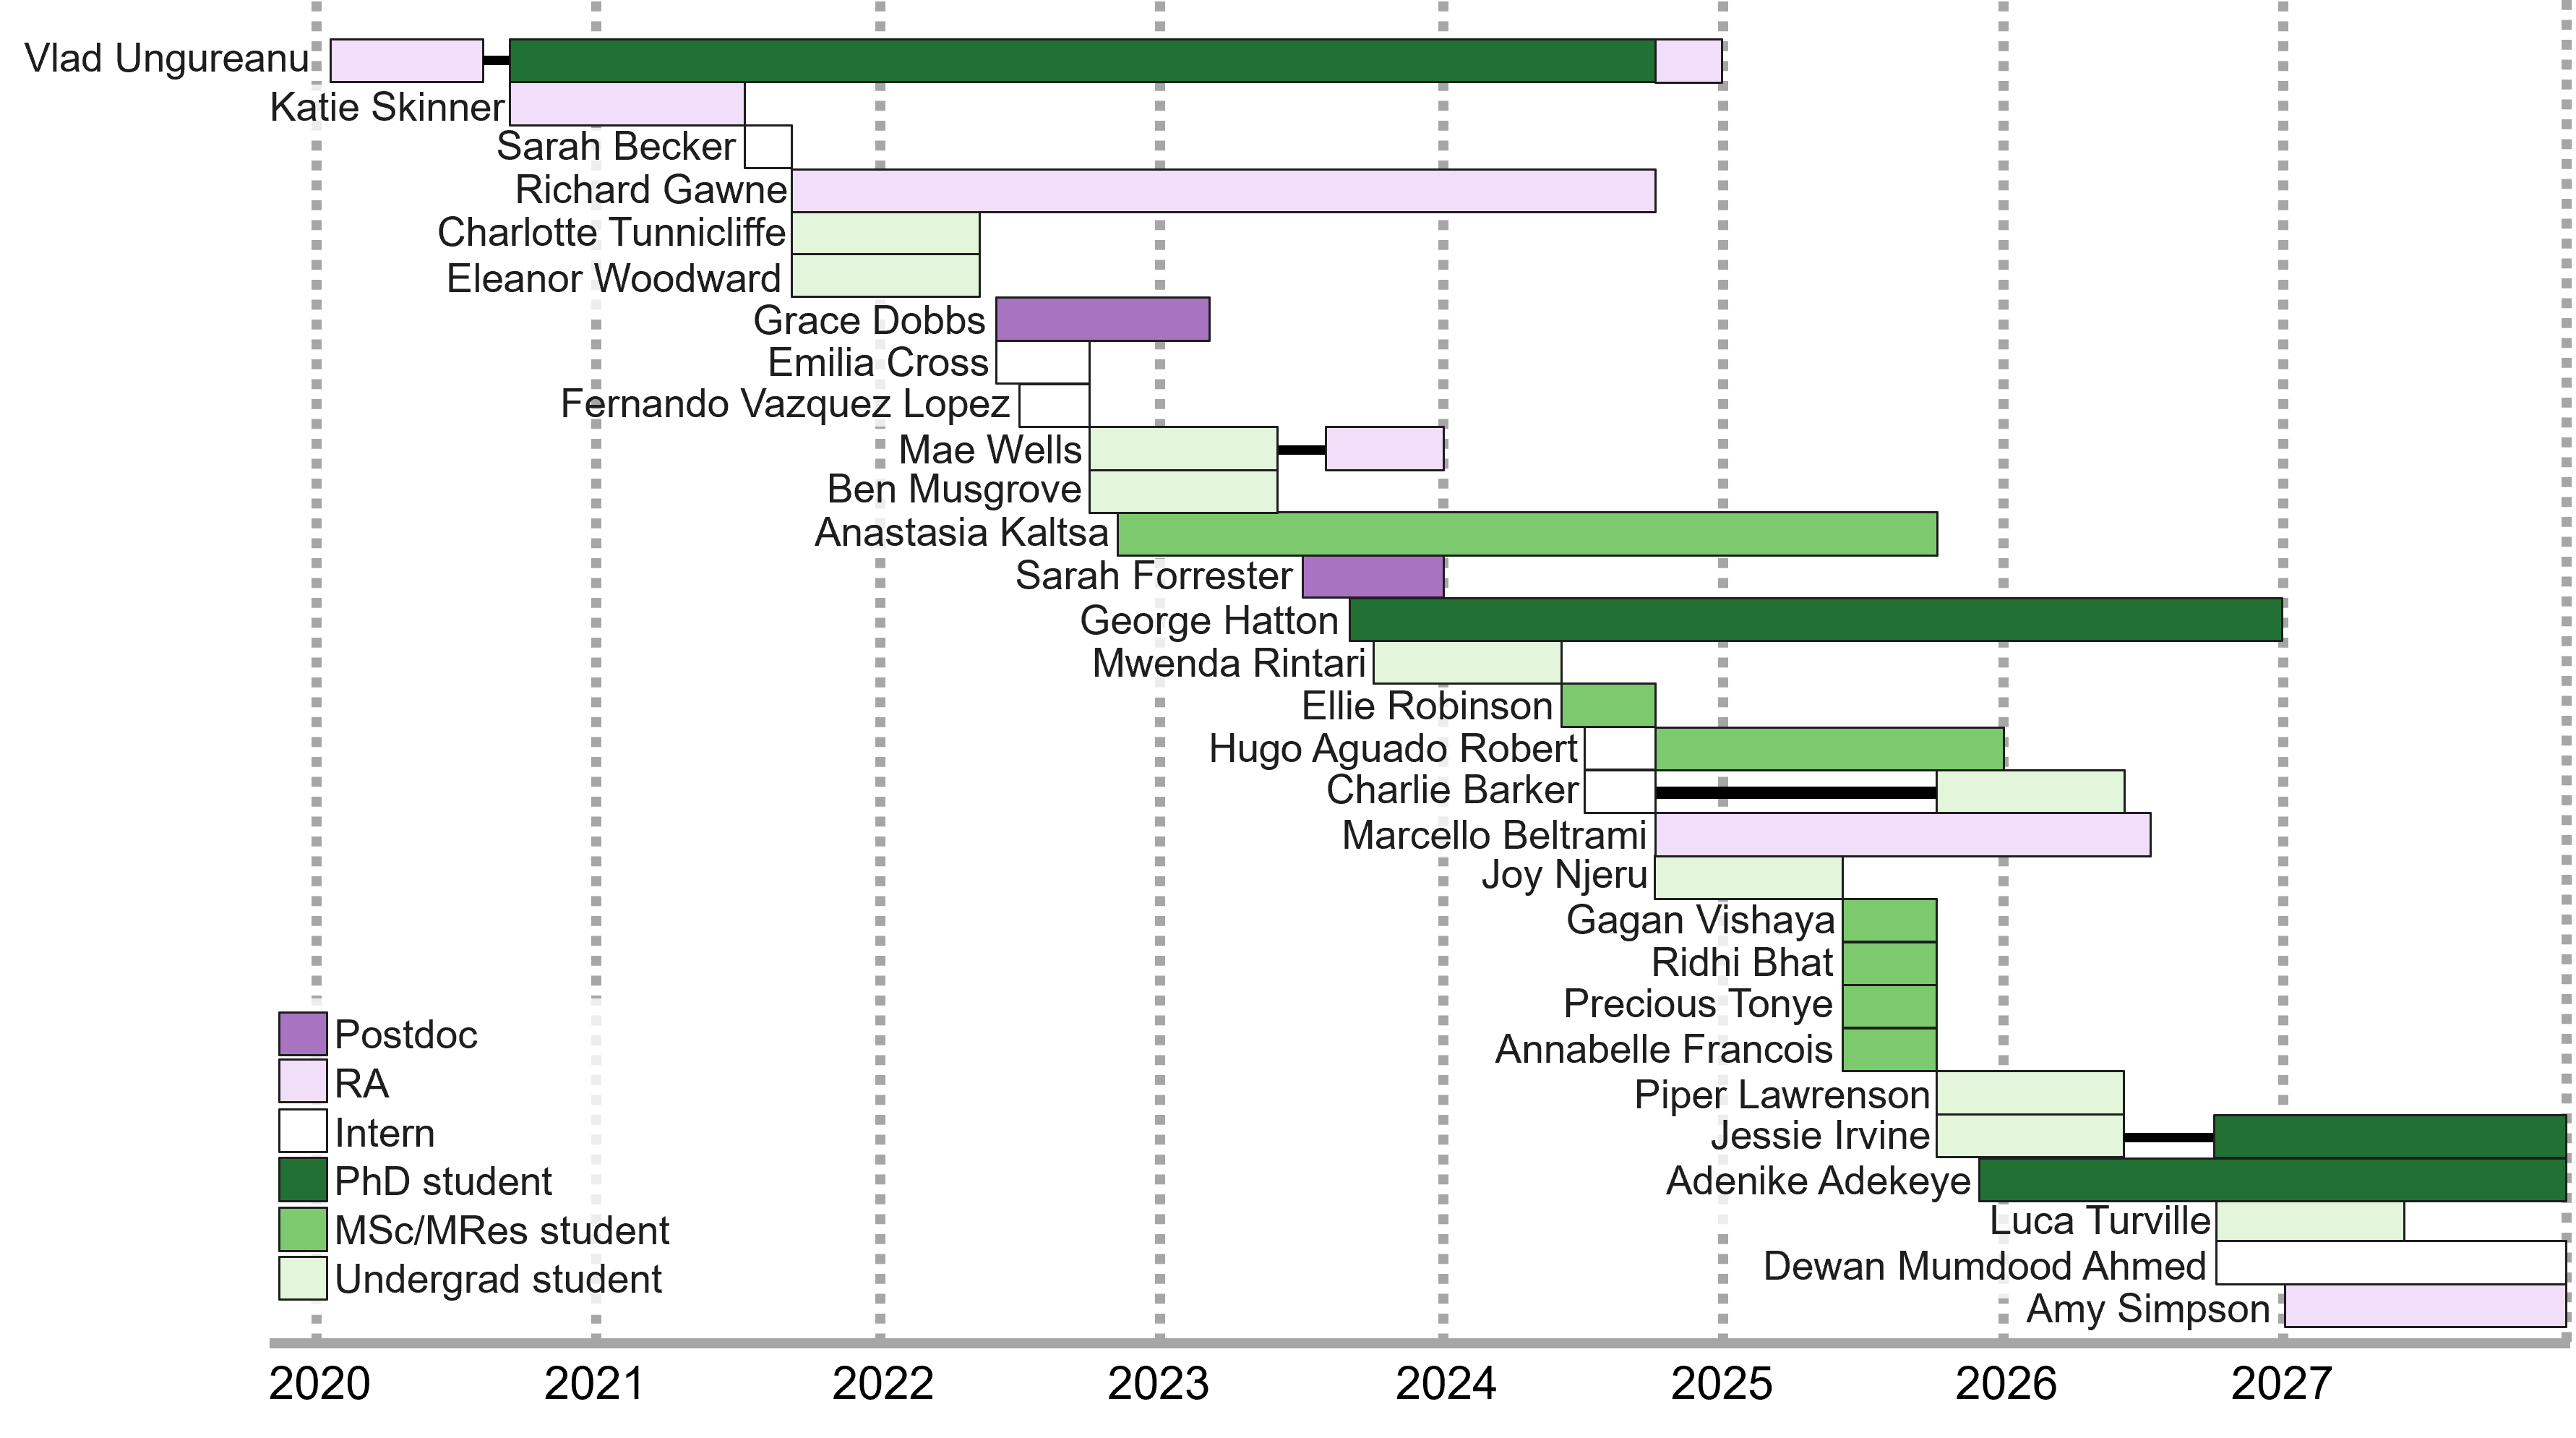 Vlad Ungureanu
Katie Skinner
Sarah Becker
Richard Gawne
Charlotte Tunnicliffe
Eleanor Woodward
Grace Dobbs
Emilia Cross
Fernando Vazquez Lopez
Mae Wells
Ben Musgrove
Anastasia Kaltsa
Sarah Forrester
George Hatton
Mwenda Rintari
Ellie Robinson
Hugo Aguado Robert
Charlie Barker
Marcello Beltrami
Joy Njeru
Gagan Vishaya
Ridhi Bhat
Precious Tonye
Annabelle Francois
Piper Lawrenson
Jessie Irvine
Adenike Adekeye
Luca Turville
Dewan Mumdood Ahmed
Amy Simpson
Postdoc
RA
Intern
PhD student
MSc/MRes student
Undergrad student
2020 2021 2022 2023 2024 2025 2026 2027